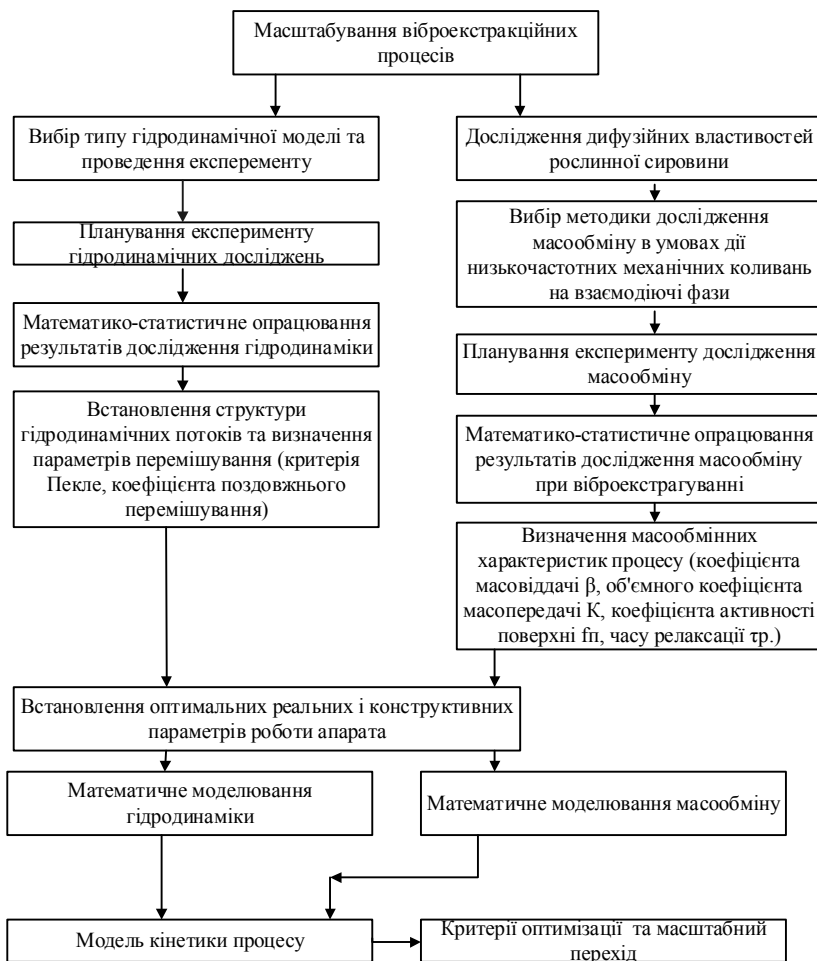 Масштабування віброекстракційних
процесів
Вибір типу гідродинамічної моделі та
проведення експеременту
Планування експерименту
гідродинамічних досліджень
Математико-статистичне опрацювання
результатів дослідження гідродинаміки
Встановлення структури
гідродинамічних потоків та визначення
параметрів перемішування (критерія
Пекле, коефіцієнта поздовжнього
перемішування)
Дослідження дифузійних властивостей
рослинної сировини
Вибір методики дослідження
масообміну в умовах дії
низькочастотних механічних коливань
на взаємодіючі фази
Планування експерименту дослідження
масообміну
Математико-статистичне опрацювання
результатів дослідження масообміну
при віброекстрагуванні
Визначення масообмінних
характеристик процесу (коефіцієнта
масовіддачі β, об'ємного коефіцієнта
масопередачі К, коефіцієнта активності
поверхні fп, часу релаксації τр.)
Встановлення оптимальних реальних і конструктивних
параметрів роботи апарата
Математичне моделювання
гідродинаміки
Математичне моделювання масообміну
Модель кінетики процесу
Критерії оптимізації та масштабний
перехід